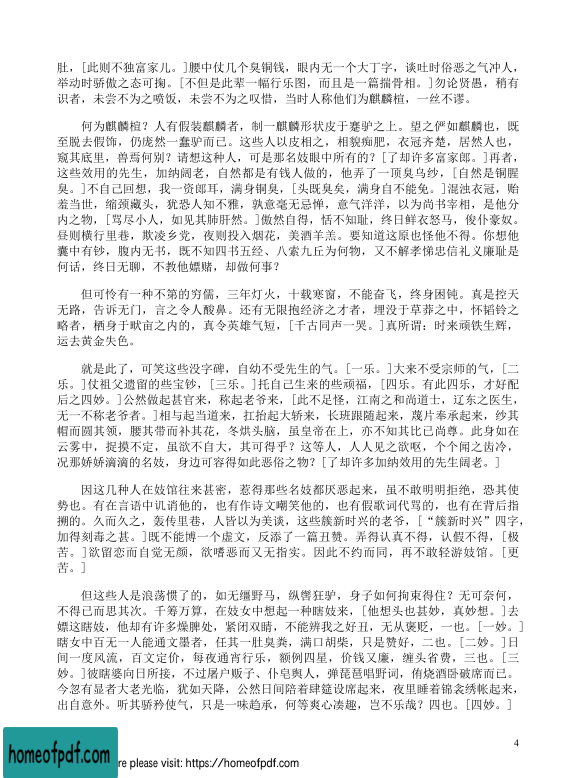 肚，[此则不独富家儿。]腰中仗几个臭铜钱，眼内无一个大丁字，谈吐时俗恶之气冲人，
举动时骄傲之态可掬。[不但是此辈一幅行乐图，而且是一篇揣骨相。]勿论贤愚，稍有
识者，未尝不为之喷饭，未尝不为之叹惜，当时人称他们为麒麟楦，一丝不谬。
何为麒麟楦？人有假装麒麟者，制一麒麟形状皮于蹇驴之上。望之俨如麒麟也，既
至脱去假饰，仍庞然一蠢驴而已。这些人以皮相之，相貌痴肥，衣冠齐楚，居然人也，
窥其底里，兽焉何别？请想这种人，可是那名妓眼中所有的？[了却许多富家郎。]再者，
这些效用的先生，加纳阔老，自然都是有钱人做的，他弄了一顶臭乌纱，[自然是铜腥
臭。]不自己回想，我一资郎耳，满身铜臭，[头既臭矣，满身自不能免。]混浊衣冠，贻
羞当世，缩颈藏头，犹恐人知不雅，孰意毫无忌惮，意气洋洋，以为尚书宰相，是他分
内之物，[骂尽小人，如见其肺肝然。]傲然自得，恬不知耻，终日鲜衣怒马，俊仆豪奴。
昼则横行里巷，欺凌乡党，夜则投入烟花，美酒羊羔。要知道这原也怪他不得。你想他
囊中有钞，腹内无书，既不知四书五经、八索九丘为何物，又不解孝悌忠信礼义廉耻是
何话，终日无聊，不教他嫖赌，却做何事？
但可怜有一种不第的穷儒，三年灯火，十载寒窗，不能奋飞，终身困钝。真是控天
无路，告诉无门，言之令人酸鼻。还有无限抱经济之才者，埋没于草莽之中，怀韬钤之
略者，栖身于畎亩之内的，真令英雄气短，[千古同声一哭。]真所谓：时来顽铁生辉，
运去黄金失色。
就是此了，可笑这些没字碑，自幼不受先生的气。[一乐。]大来不受宗师的气，[二
乐。]仗祖父遗留的些宝钞，[三乐。]托自己生来的些顽福，[四乐。有此四乐，才好配
后之四妙。]公然做起甚官来，称起老爷来，[此不足怪，江南之和尚道士，辽东之医生，
无一不称老爷者。]相与起当道来，扛抬起大轿来，长班跟随起来，蔑片奉承起来，纱其
帽而圆其领，腰其带而补其花，冬烘头脑，虽皇帝在上，亦不知其比已尚尊。此身如在
云雾中，捉摸不定，虽欲不自大，其可得乎？这等人，人人见之欲呕，个个闻之齿冷，
况那娇娇滴滴的名妓，身边可容得如此恶俗之物？[了却许多加纳效用的先生阔老。]
因这几种人在妓馆往来甚密，惹得那些名妓都厌恶起来，虽不敢明明拒绝，恐其使
势也。有在言语中讥诮他的，也有作诗文嘲笑他的，也有假歌词代骂的，也有在背后指
搠的。久而久之，轰传里巷，人皆以为美谈，这些簇新时兴的老爷，[“簇新时兴”四字，
加得刻毒之甚。]既不能博一个虚文，反添了一篇丑赞。弄得认真不得，认假不得，[极
苦。]欲留恋而自觉无颜，欲嗔恶而又无指实。因此不约而同，再不敢轻游妓馆。[更
苦。]
但这些人是浪荡惯了的，如无缰野马，纵辔狂驴，身子如何拘束得住？无可奈何，
不得已而思其次。千筹万算，在妓女中想起一种瞎妓来，[他想头也甚妙，真妙想。]去
嫖这瞎妓，他却有许多燥脾处，紧闭双睛，不能辨我之好丑，无从褒贬，一也。[一妙。]
瞎女中百无一人能通文墨者，任其一肚臭粪，满口胡柴，只是赞好，二也。[二妙。]日
间一度风流，百文定价，每夜通宵行乐，额例四星，价钱又廉，缠头省费，三也。[三
妙。]彼瞎婆向日所接，不过屠户贩子、仆皂舆人，弹琵琶唱野词，侑烧酒卧破席而已。
今忽有显者大老光临，犹如天降，公然日间陪着肆筵设席起来，夜里睡着锦衾绣帐起来，
出自意外。听其骄矜使气，只是一味趋承，何等爽心凑趣，岂不乐哉？四也。[四妙。]
4
homeofpdf.com
re please visit: https://homeofpdf.com